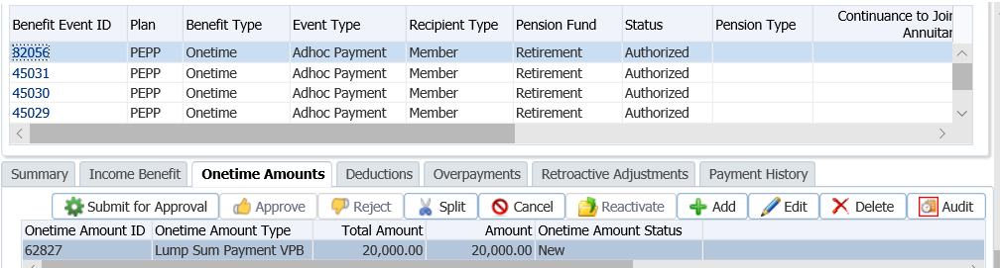 Continuance to Join
Benefit Event ID Plan Benefit Type Event Type Recipient Type Pension Fund Status Pension Type Annuitan
82056 PEPP Onetime Adhoc Payment Member Retirement Authorized
45031 PEPP Onetime Adhoc Payment Member Retirement Authorized
45030 PEPP Onetime Adhoc Payment Member Retirement Authorized
45029 PEPP Onetime Adhoc Payment Member Retirement Authorized
Summary Income Benefit Onetime Amounts Deductions Overpayments Retroactive Adjustments Payment History
Submit for Approval Approve Reject Split Cancel Reactivate Add Edit Delete Audit
Onetime Amount ID Onetime Amount Type Total Amount Amount Onetime Amount Status
62827 Lump Sum Payment VPB 20,000.00 20,000.00 New